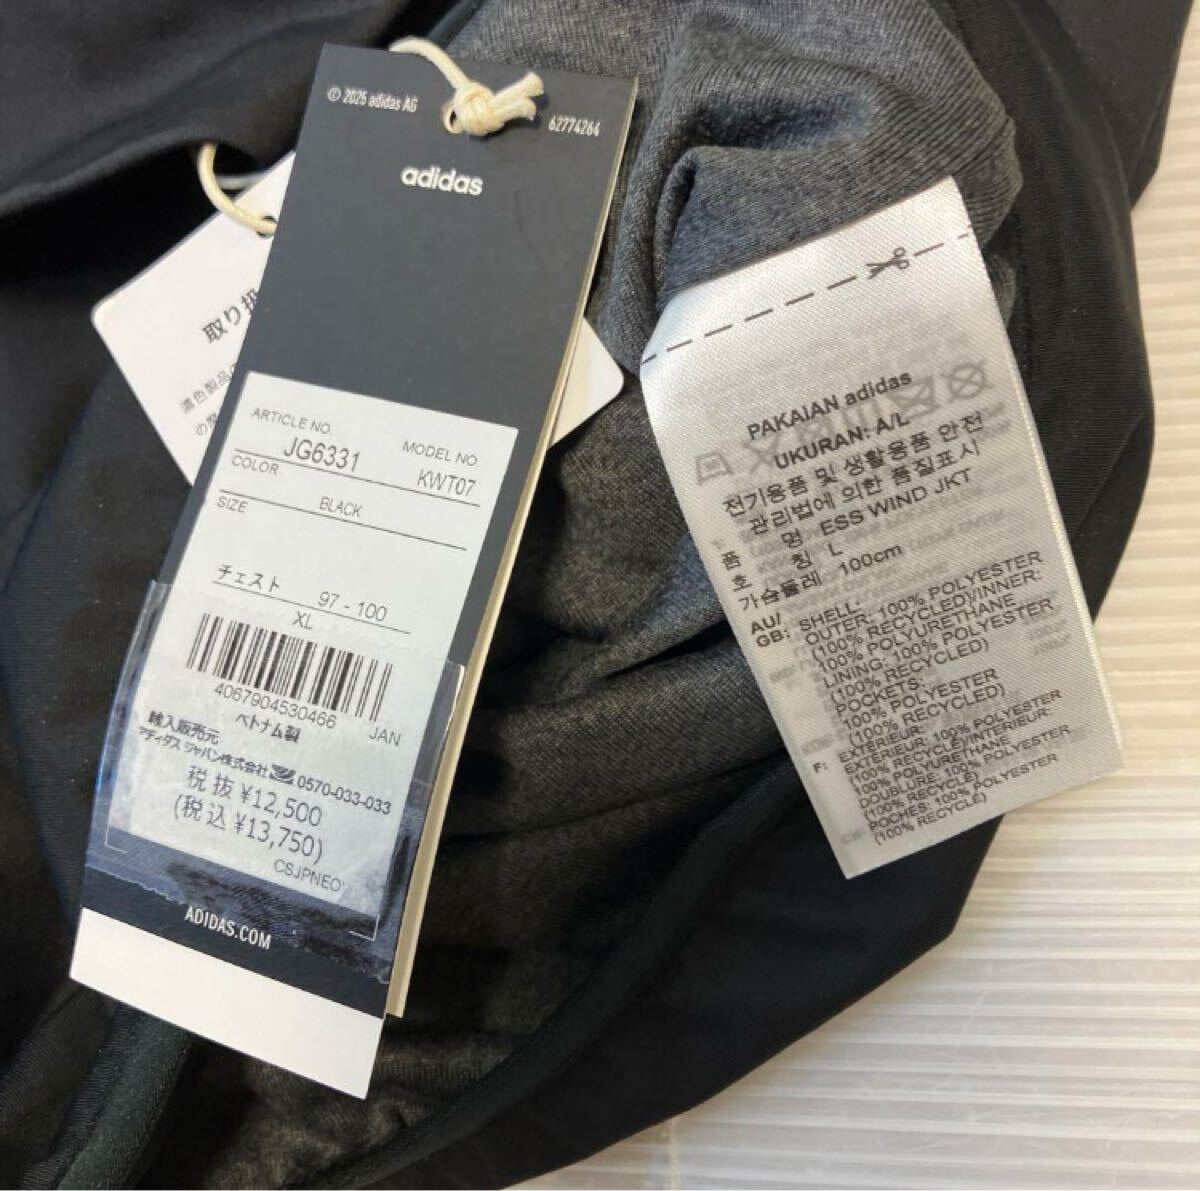 © 2025 adidas AG
62774264
adidas
取り扱
濃色製品の
ARTICLE NO.
JG6331
MODEL NO
KWT07
COLOR
BLACK
SIZE
チェスト 97 - 100
XL
4067904530466
JAN
ベトナム製
輸入販売元
アディダス ジャパン株式会社 0570-033-033
税 抜 ¥12,500
(税 込 ¥13,750)
CSJPNEO
ADIDAS.COM
PAKAIAN adidas
UKURAN: A/L
전기용품 및 생활용품 안전
관리법에 의한 품질표시
품 명 ESS WIND JKT
호 칭 L
가슴둘레 100cm
AU/
GB: SHELL:
OUTER: 100% POLYESTER
(100% RECYCLED)/INNER:
100% POLYURETHANE
LINING: 100% POLYESTER
(100% RECYCLED)
POCKETS:
100% POLYESTER
(100% RECYCLED)
F: EXTÉRIEUR:
EXTÉRIEUR: 100% POLYESTER
(100% RECYCLÉ)/INTÉRIEUR:
100% POLYURÉTHANE
DOUBLURE: 100% POLYESTER
(100% RECYCLÉ)
POCHES: 100% POLYESTER
(100% RECYCLÉ)